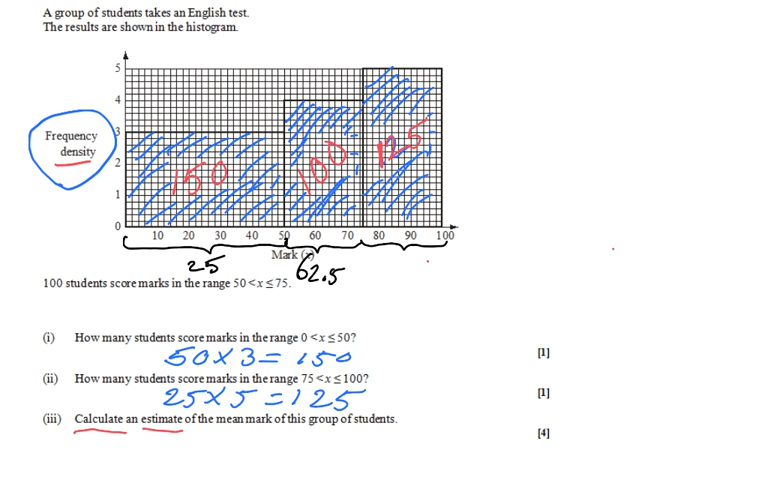 A group of students takes an English test.
The results are shown in the histogram.
5
4
3
2
1
0
Frequency
density
150
100
125
10 20 30 40 50 60 70 80 90 100
Mark (x)
25
62.5
100 students score marks in the range 50 < x ≤ 75.
(i) How many students score marks in the range 0 < x ≤ 50?
50 × 3 = 150
[1]
(ii) How many students score marks in the range 75 < x ≤ 100?
25 × 5 = 125
[1]
(iii) Calculate an estimate of the mean mark of this group of students.
[4]